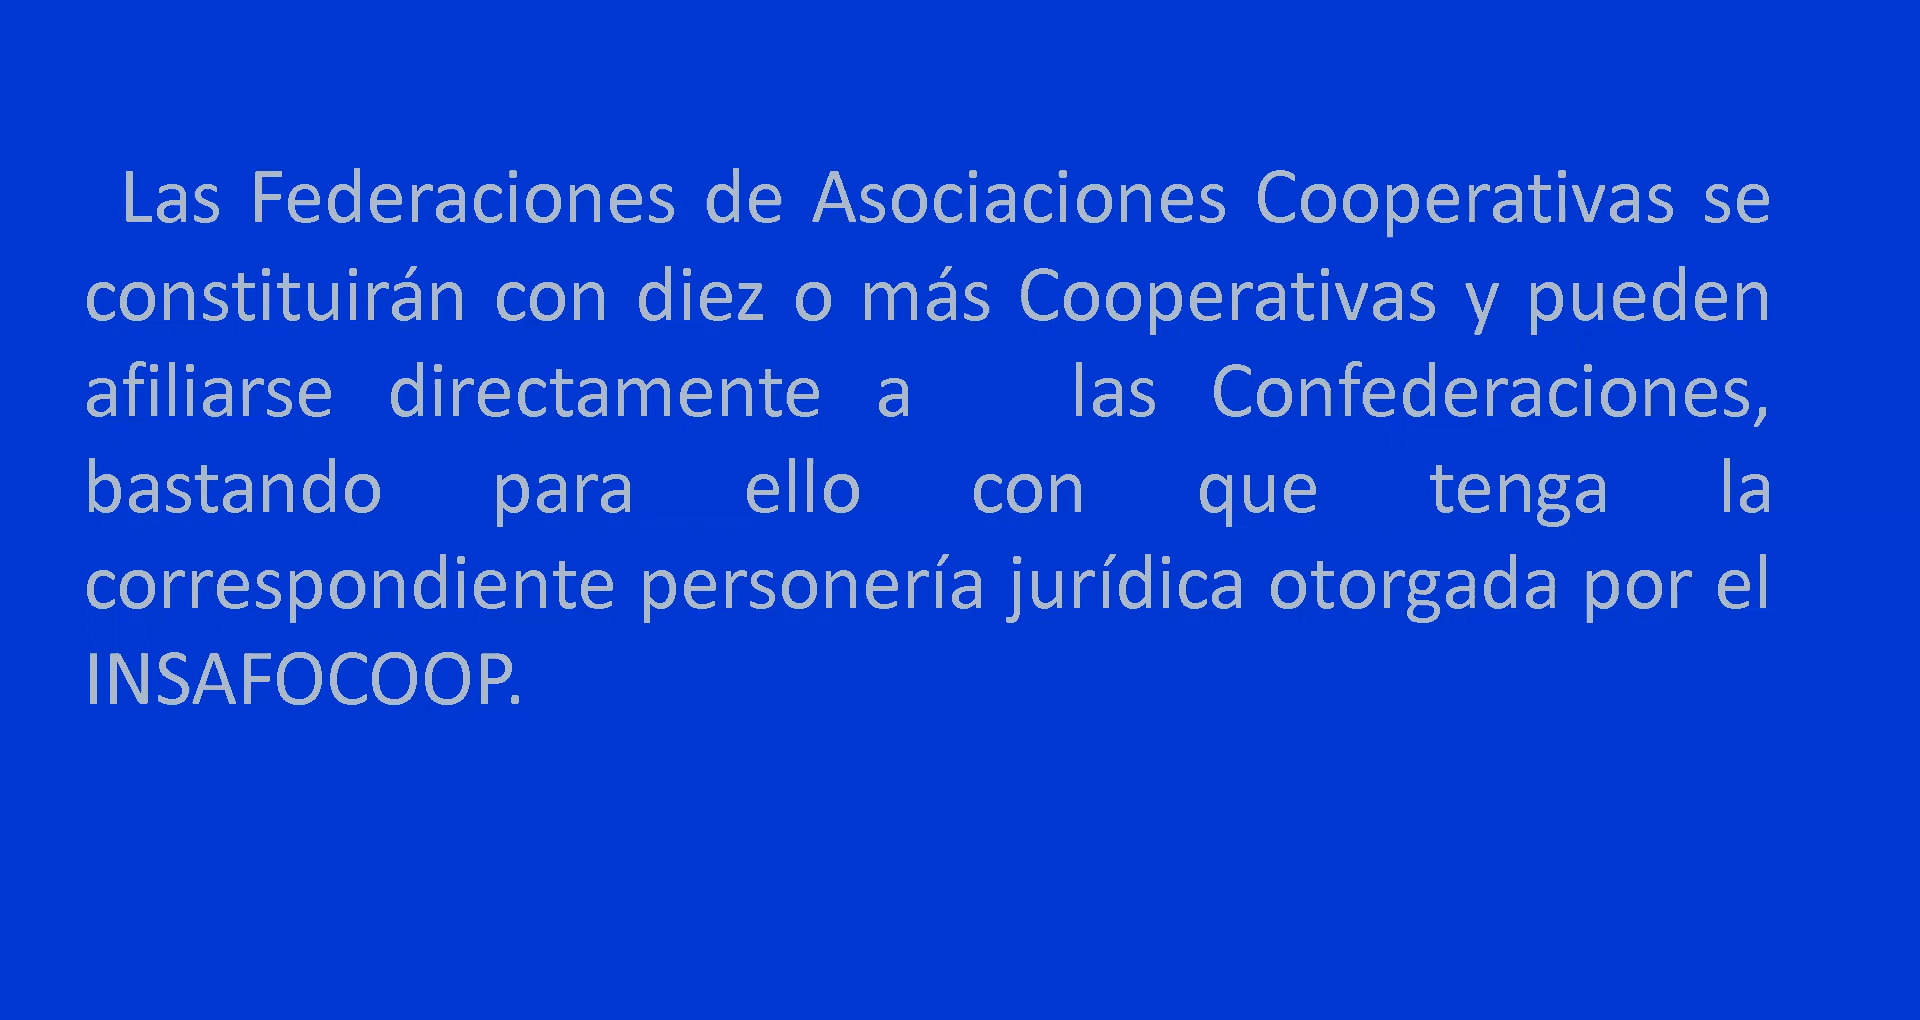 Las Federaciones de Asociaciones Cooperativas se
constituirán con diez o más Cooperativas y pueden
afiliarse directamente a las Confederaciones,
bastando para ello con que tenga la
correspondiente personería jurídica otorgada por el
INSAFOCOOP.